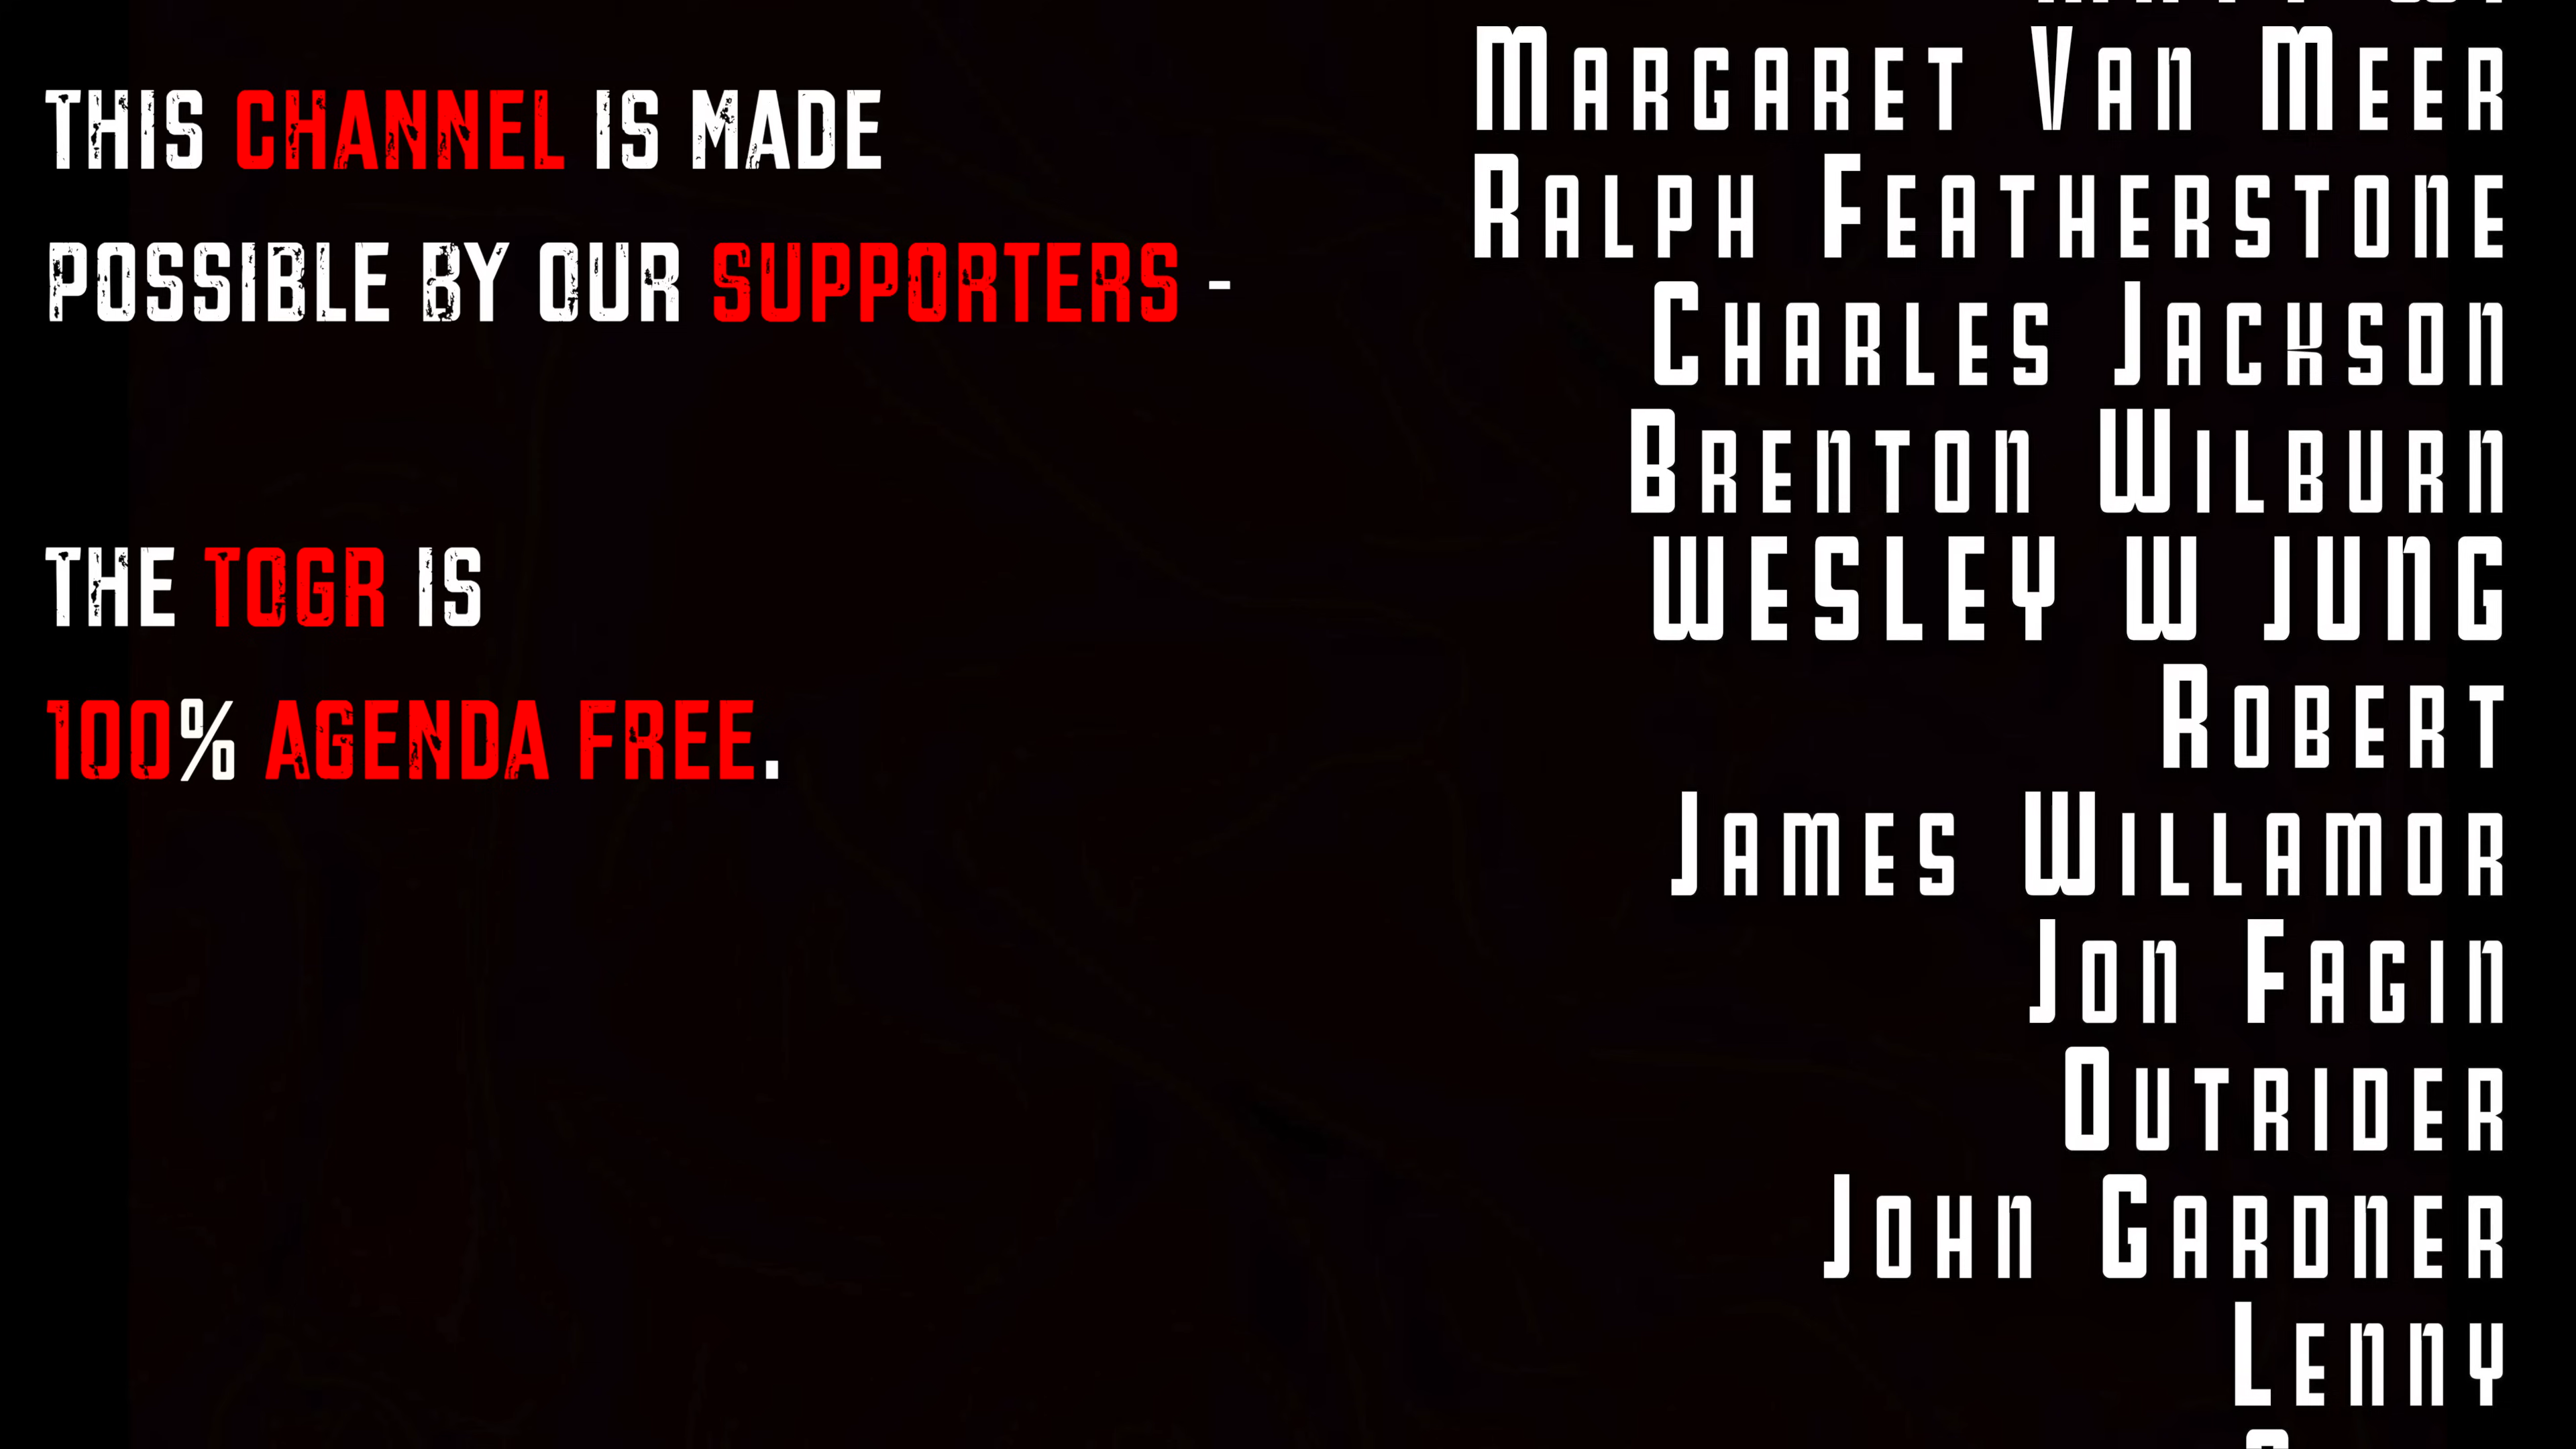 THIS CHANNEL IS MADE
POSSIBLE BY OUR SUPPORTERS -
THE TOGR IS
100% AGENDA FREE.
Margaret Van Meer
Ralph Featherstone
Charles Jackson
Brenton Wilburn
WESLEY W JUNG
Robert
James Willamor
Jon Fagin
Outrider
John Gardner
Lenny